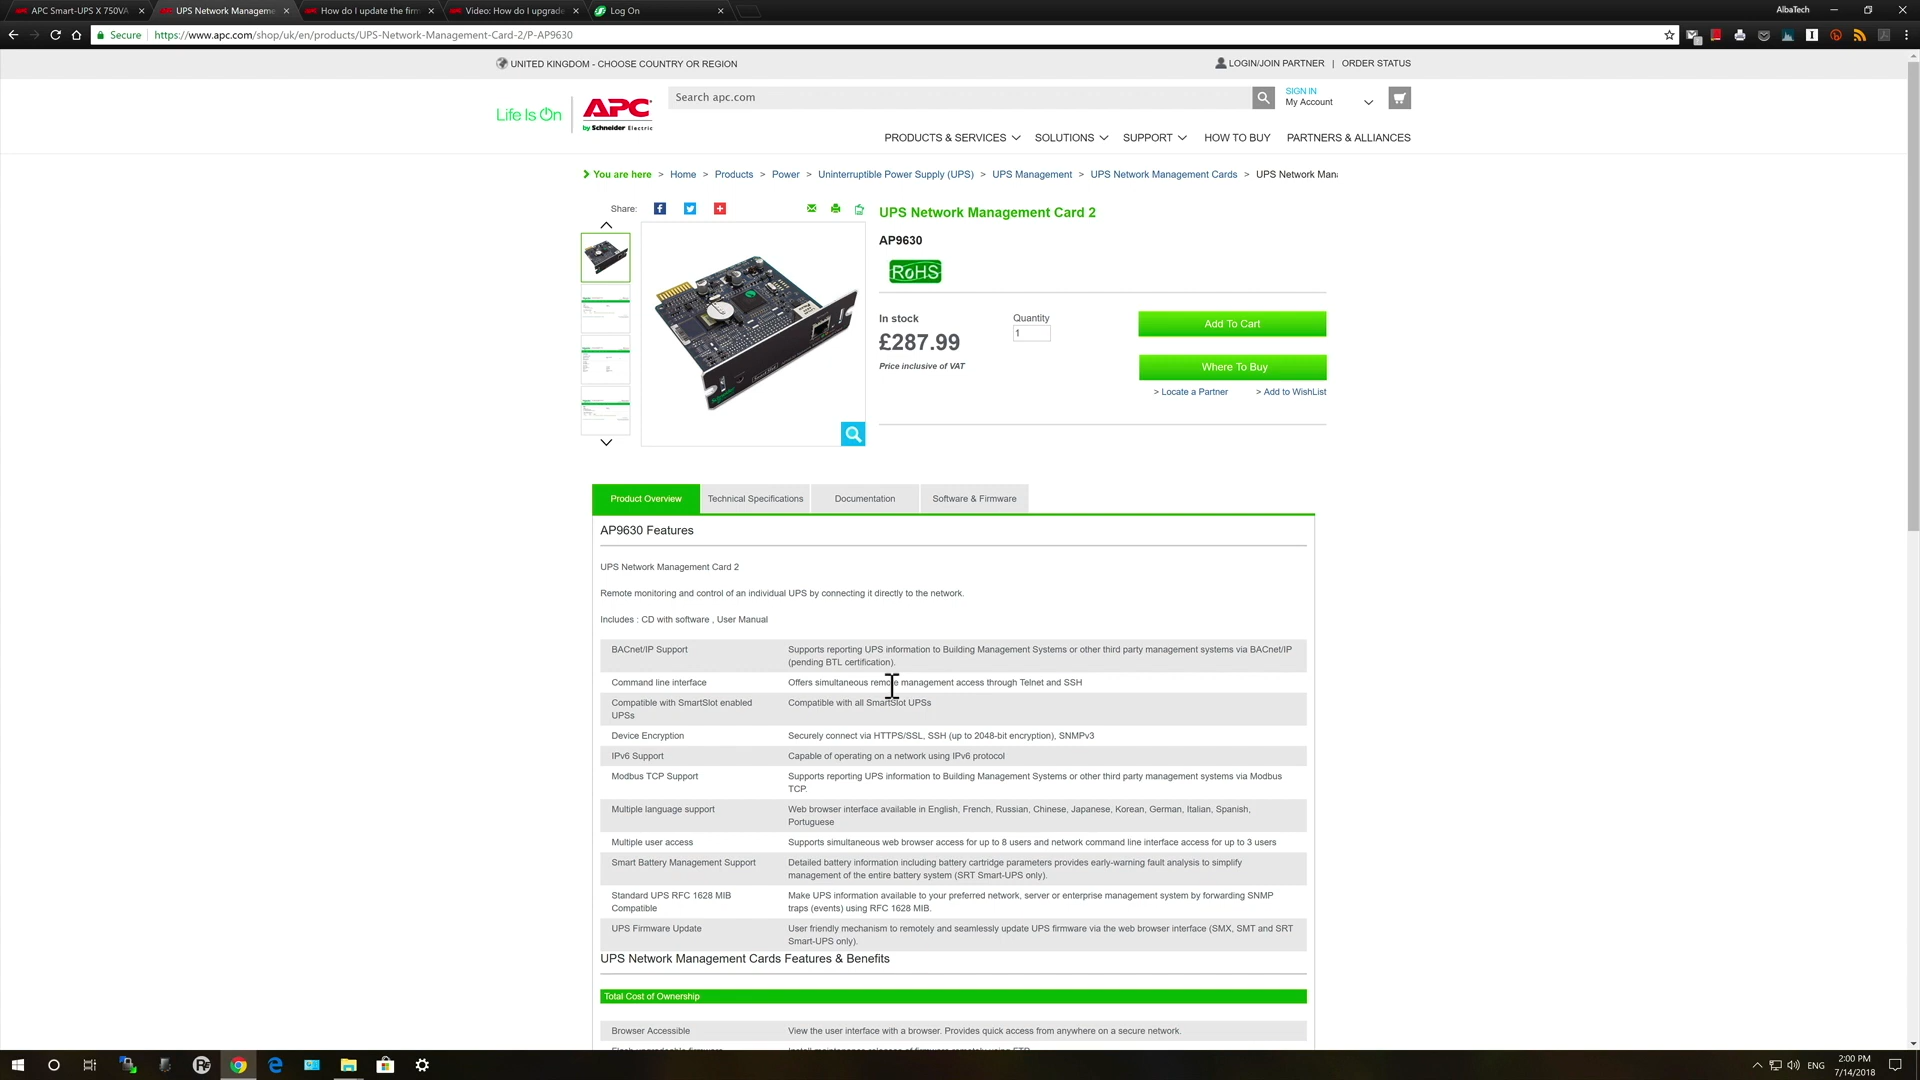 APC Smart-UPS X 750VA
UPS Network Manageme
How do I update the firm
Video: How do I upgrade
Log On
AlbaTech
Secure
https://www.apc.com/shop/uk/en/products/UPS-Network-Management-Card-2/P-AP9630
UNITED KINGDOM - CHOOSE COUNTRY OR REGION
LOGIN/JOIN PARTNER | ORDER STATUS
Life Is On
APC
by Schneider Electric
Search apc.com
SIGN IN
My Account
PRODUCTS & SERVICES
SOLUTIONS
SUPPORT
HOW TO BUY
PARTNERS & ALLIANCES
You are here > Home > Products > Power > Uninterruptible Power Supply (UPS) > UPS Management > UPS Network Management Cards > UPS Network Mana
Share:
UPS Network Management Card 2
AP9630
RoHS
In stock
Quantity
£287.99
1
Price inclusive of VAT
Add To Cart
Where To Buy
> Locate a Partner
> Add to WishList
Product Overview
Technical Specifications
Documentation
Software & Firmware
AP9630 Features
UPS Network Management Card 2
Remote monitoring and control of an individual UPS by connecting it directly to the network.
Includes : CD with software , User Manual
BACnet/IP Support
Supports reporting UPS information to Building Management Systems or other third party management systems via BACnet/IP
(pending BTL certification).
Command line interface
Offers simultaneous remote management access through Telnet and SSH
Compatible with SmartSlot enabled
UPSs
Compatible with all SmartSlot UPSs
Device Encryption
Securely connect via HTTPS/SSL, SSH (up to 2048-bit encryption), SNMPv3
IPv6 Support
Capable of operating on a network using IPv6 protocol
Modbus TCP Support
Supports reporting UPS information to Building Management Systems or other third party management systems via Modbus
TCP.
Multiple language support
Web browser interface available in English, French, Russian, Chinese, Japanese, Korean, German, Italian, Spanish,
Portuguese
Multiple user access
Supports simultaneous web browser access for up to 8 users and network command line interface access for up to 3 users
Smart Battery Management Support
Detailed battery information including battery cartridge parameters provides early-warning fault analysis to simplify
management of the entire battery system (SRT Smart-UPS only).
Standard UPS RFC 1628 MIB
Compatible
Make UPS information available to your preferred network, server or enterprise management system by forwarding SNMP
traps (events) using RFC 1628 MIB.
UPS Firmware Update
User friendly mechanism to remotely and seamlessly update UPS firmware via the web browser interface (SMX, SMT and SRT
Smart-UPS only).
UPS Network Management Cards Features & Benefits
Total Cost of Ownership
Browser Accessible
View the user interface with a browser. Provides quick access from anywhere on a secure network.
ENG
2:00 PM
7/14/2018